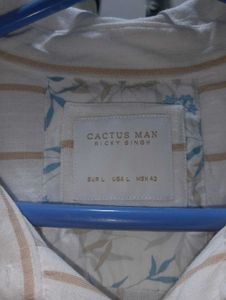 CACTUS MAN
RICKY SINGH
EUR L USA L MEX 42